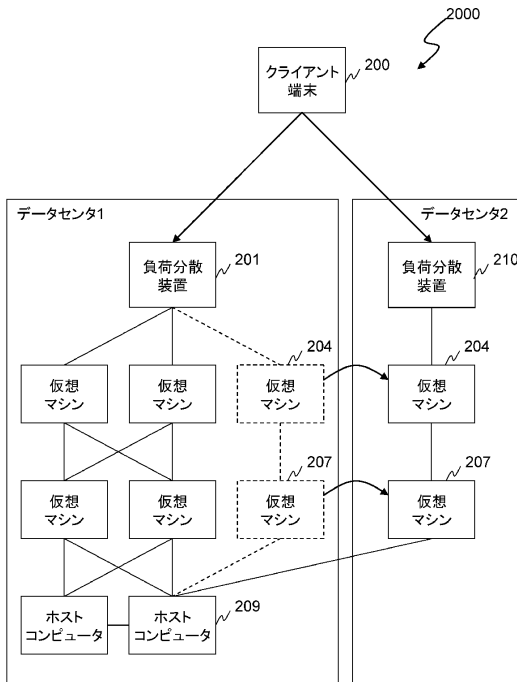 2000
クライアント
端末
200
データセンタ1
データセンタ2
負荷分散
装置
201
負荷分散
装置
210
仮想
マシン
仮想
マシン
204
仮想
マシン
204
仮想
マシン
仮想
マシン
仮想
マシン
207
仮想
マシン
207
仮想
マシン
ホスト
コンピュータ
ホスト
コンピュータ
209